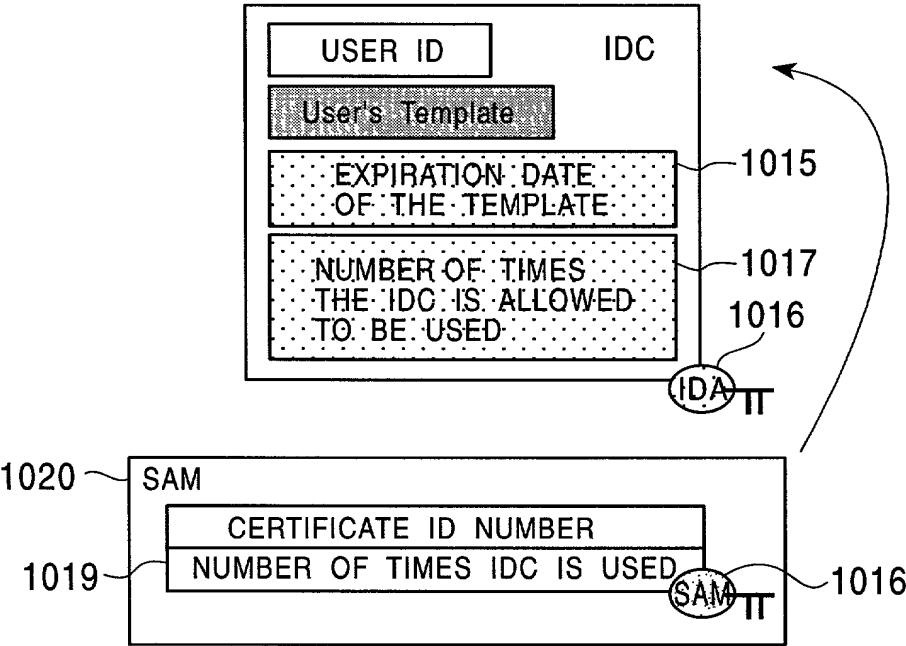 USER ID
IDC
User's Template
EXPIRATION DATE
OF THE TEMPLATE
1015
NUMBER OF TIMES
THE IDC IS ALLOWED
TO BE USED
1017
1016
IDA
1020
SAM
CERTIFICATE ID NUMBER
1019
NUMBER OF TIMES IDC IS USED
SAM
1016